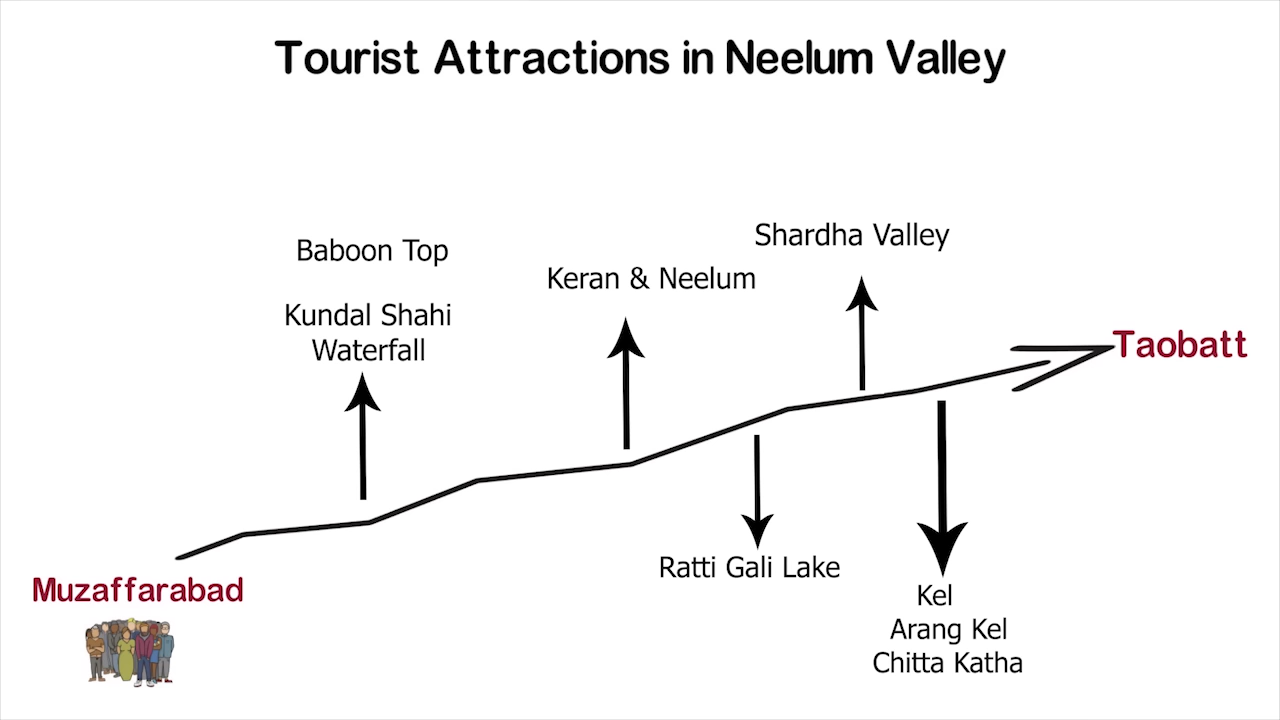 Tourist Attractions in Neelum Valley
Baboon Top
Kundal Shahi
Waterfall
Keran & Neelum
Shardha Valley
Taobatt
Ratti Gali Lake
Muzaffarabad
Kel
Arang Kel
Chitta Katha